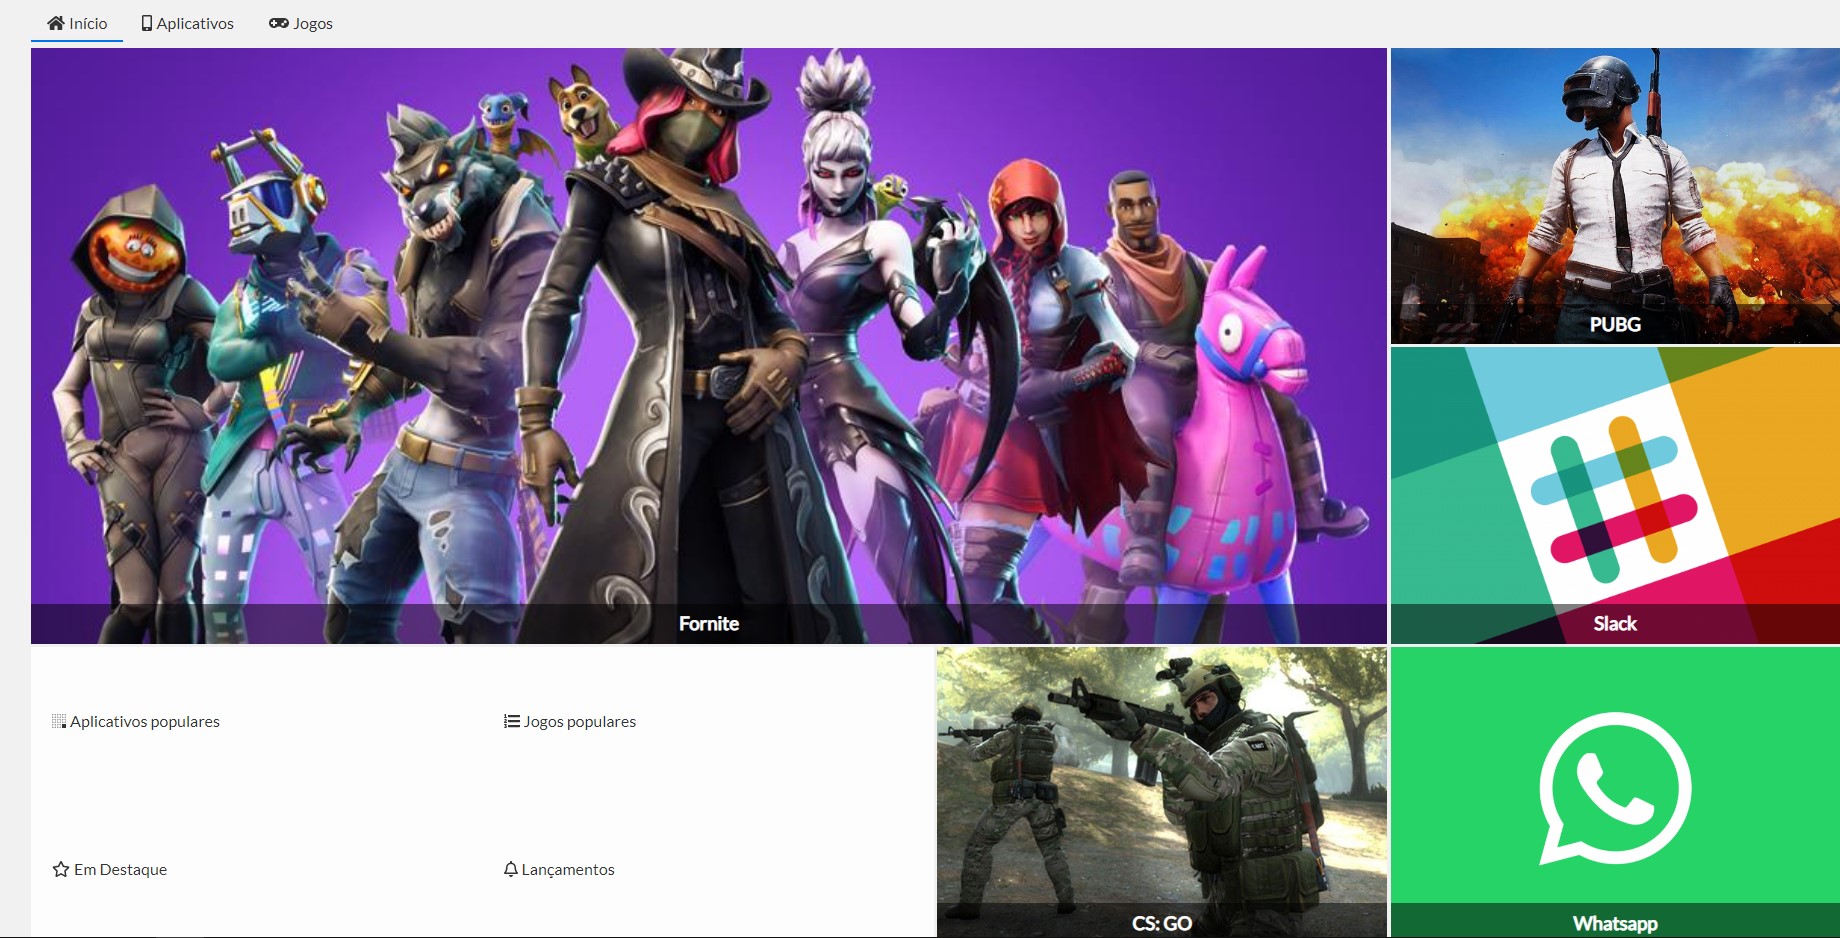 Início
Aplicativos
Jogos
Fornite
PUBG
Slack
Aplicativos populares
Jogos populares
Em Destaque
Lançamentos
CS: GO
Whatsapp